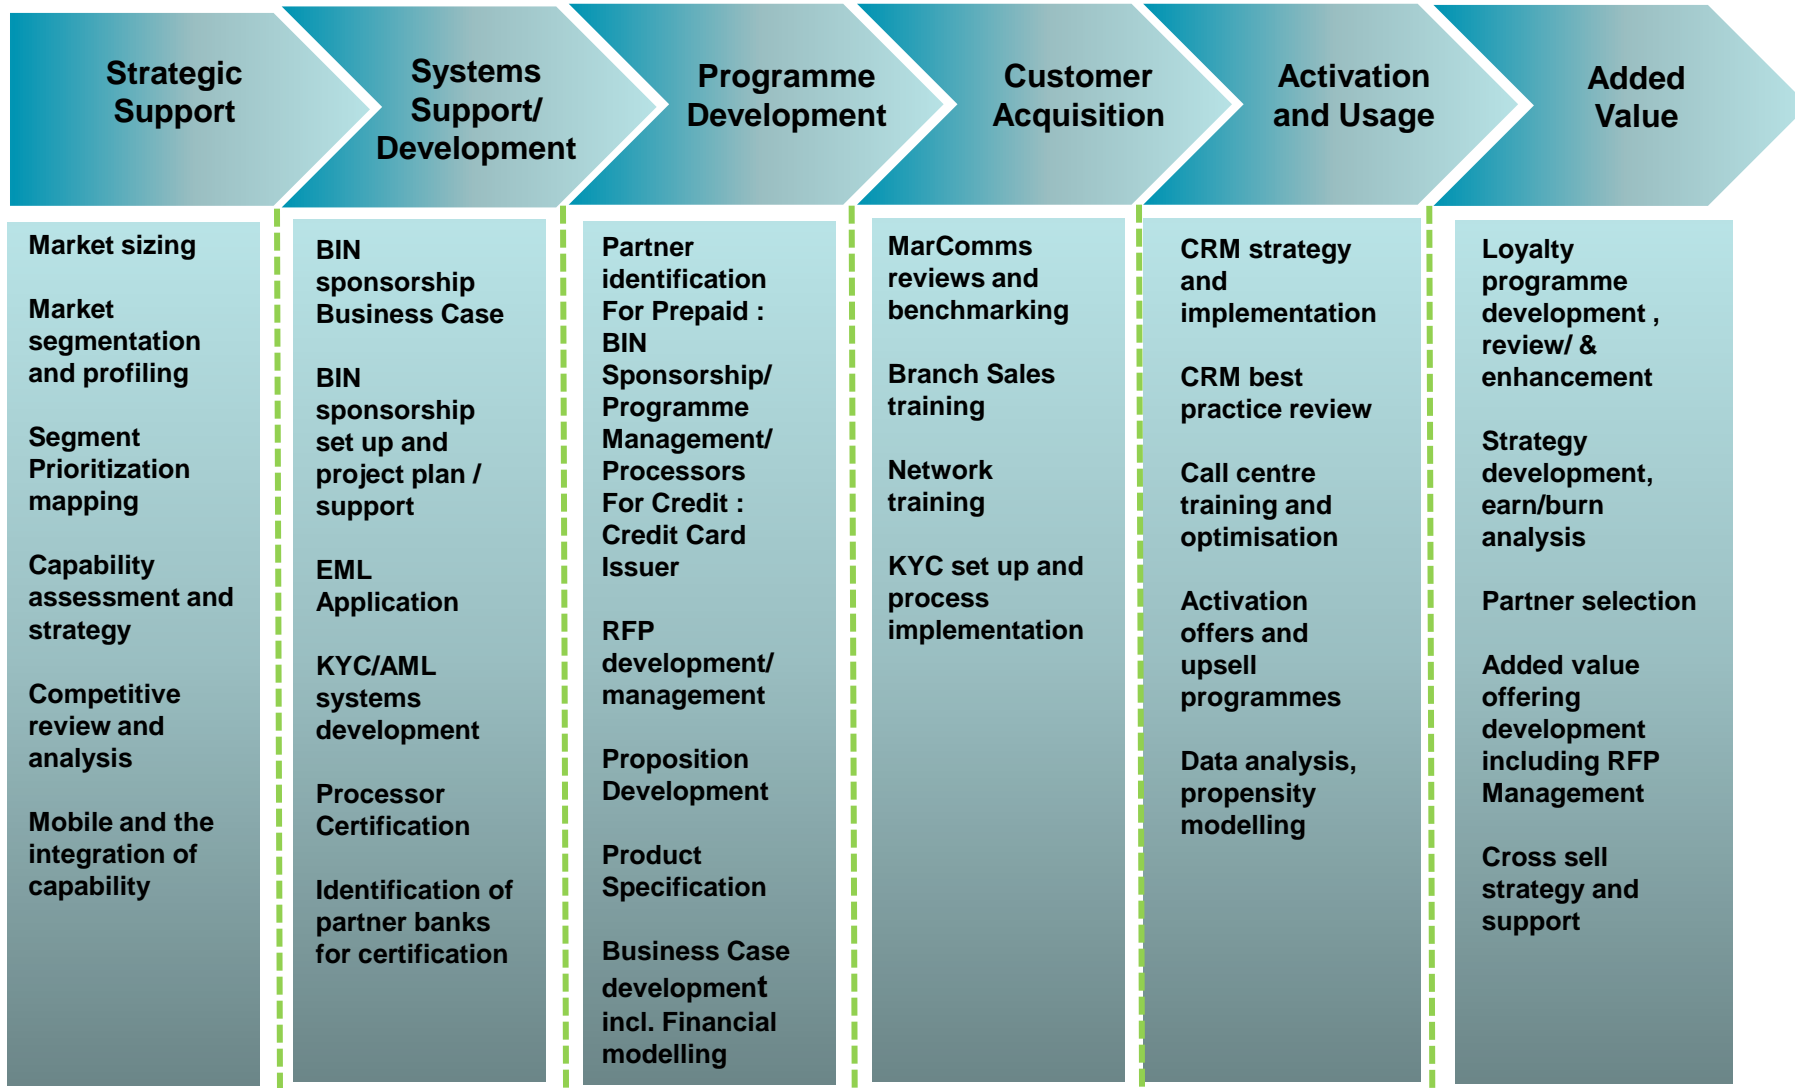 Strategic
Support
Systems
Support/
Development
Programme
Development
Customer
Acquisition
Activation
and Usage
Added
Value
Market sizing
Market
segmentation
and profiling
Segment
Prioritization
mapping
Capability
assessment and
strategy
Competitive
review and
analysis
Mobile and the
integration of
capability
BIN
sponsorship
Business Case
BIN
sponsorship
set up and
project plan /
support
EML
Application
KYC/AML
systems
development
Processor
Certification
Identification of
partner banks
for certification
Partner
identification
For Prepaid :
BIN
Sponsorship/
Programme
Management/
Processors
For Credit :
Credit Card
Issuer
RFP
development/
management
Proposition
Development
Product
Specification
Business Case
development
incl. Financial
modelling
MarComms
reviews and
benchmarking
Branch Sales
training
Network
training
KYC set up and
process
implementation
CRM strategy
and
implementation
CRM best
practice review
Call centre
training and
optimisation
Activation
offers and
upsell
programmes
Data analysis,
propensity
modelling
Loyalty
programme
development ,
review/ &
enhancement
Strategy
development,
earn/burn
analysis
Partner selection
Added value
offering
development
including RFP
Management
Cross sell
strategy and
support